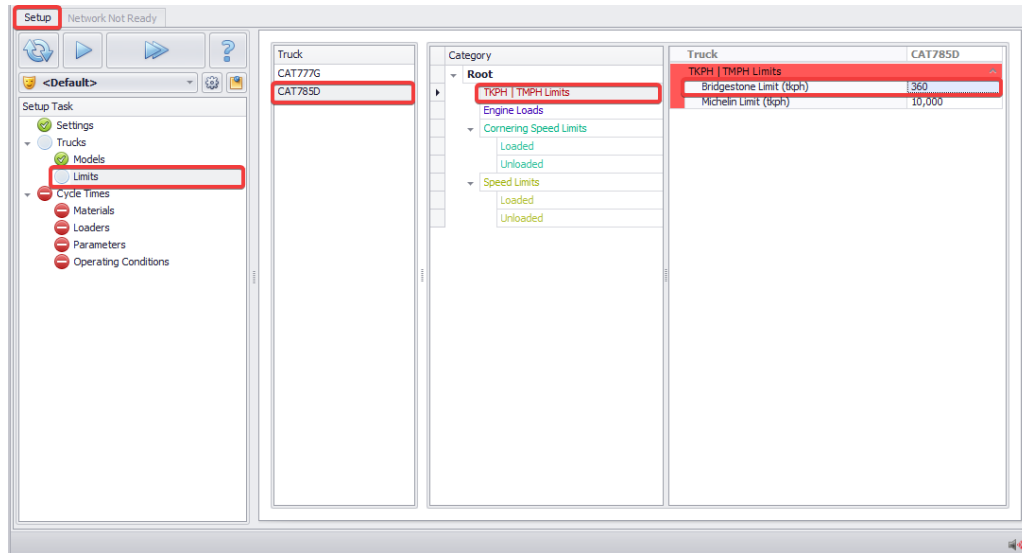 Setup
Network Not Ready
<Default>
Setup Task
Settings
Trucks
Models
Limits
Cycle Times
Materials
Loaders
Parameters
Operating Conditions
Truck
CAT777G
CAT785D
Category
Root
TKPH | TMPH Limits
Engine Loads
Cornering Speed Limits
Loaded
Unloaded
Speed Limits
Loaded
Unloaded
Truck CAT785D
TKPH | TMPH Limits
Bridgestone Limit (tkph) 360
Michelin Limit (tkph) 10,000